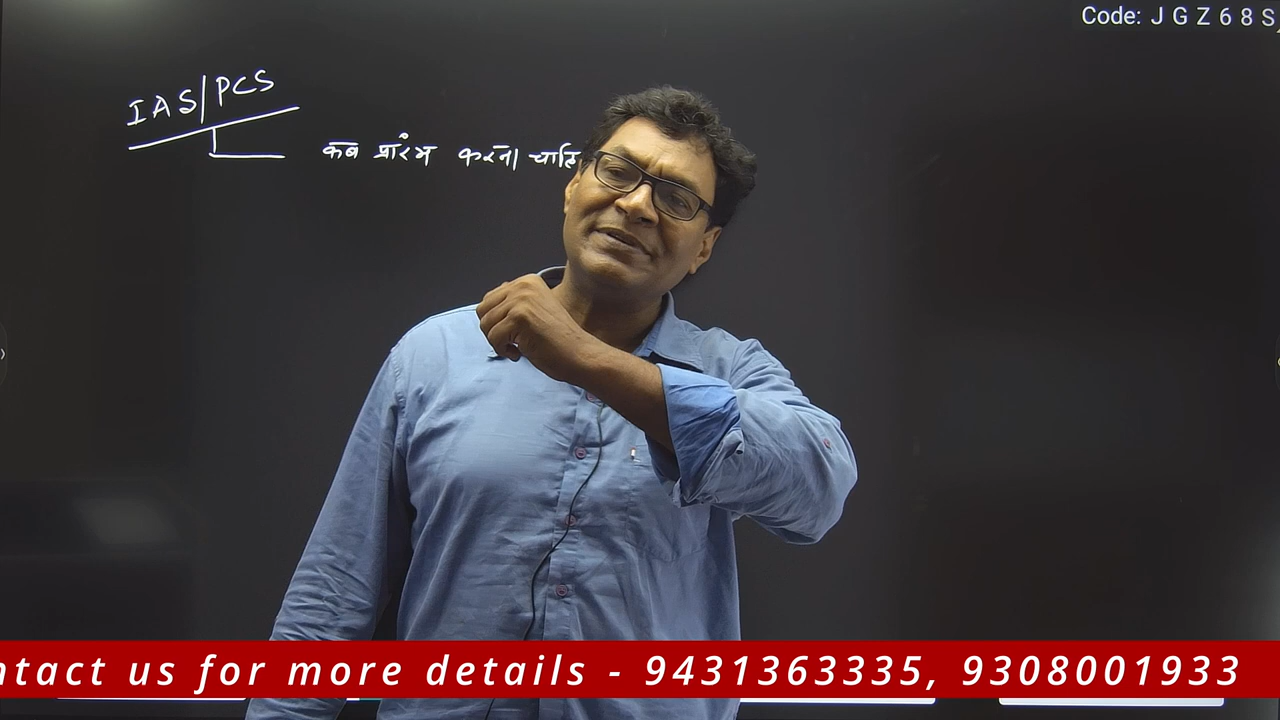 Code: J G Z 6 8 S
IAS/PCS
कब प्रारंभ करना
ntact us for more details - 9431363335, 9308001933